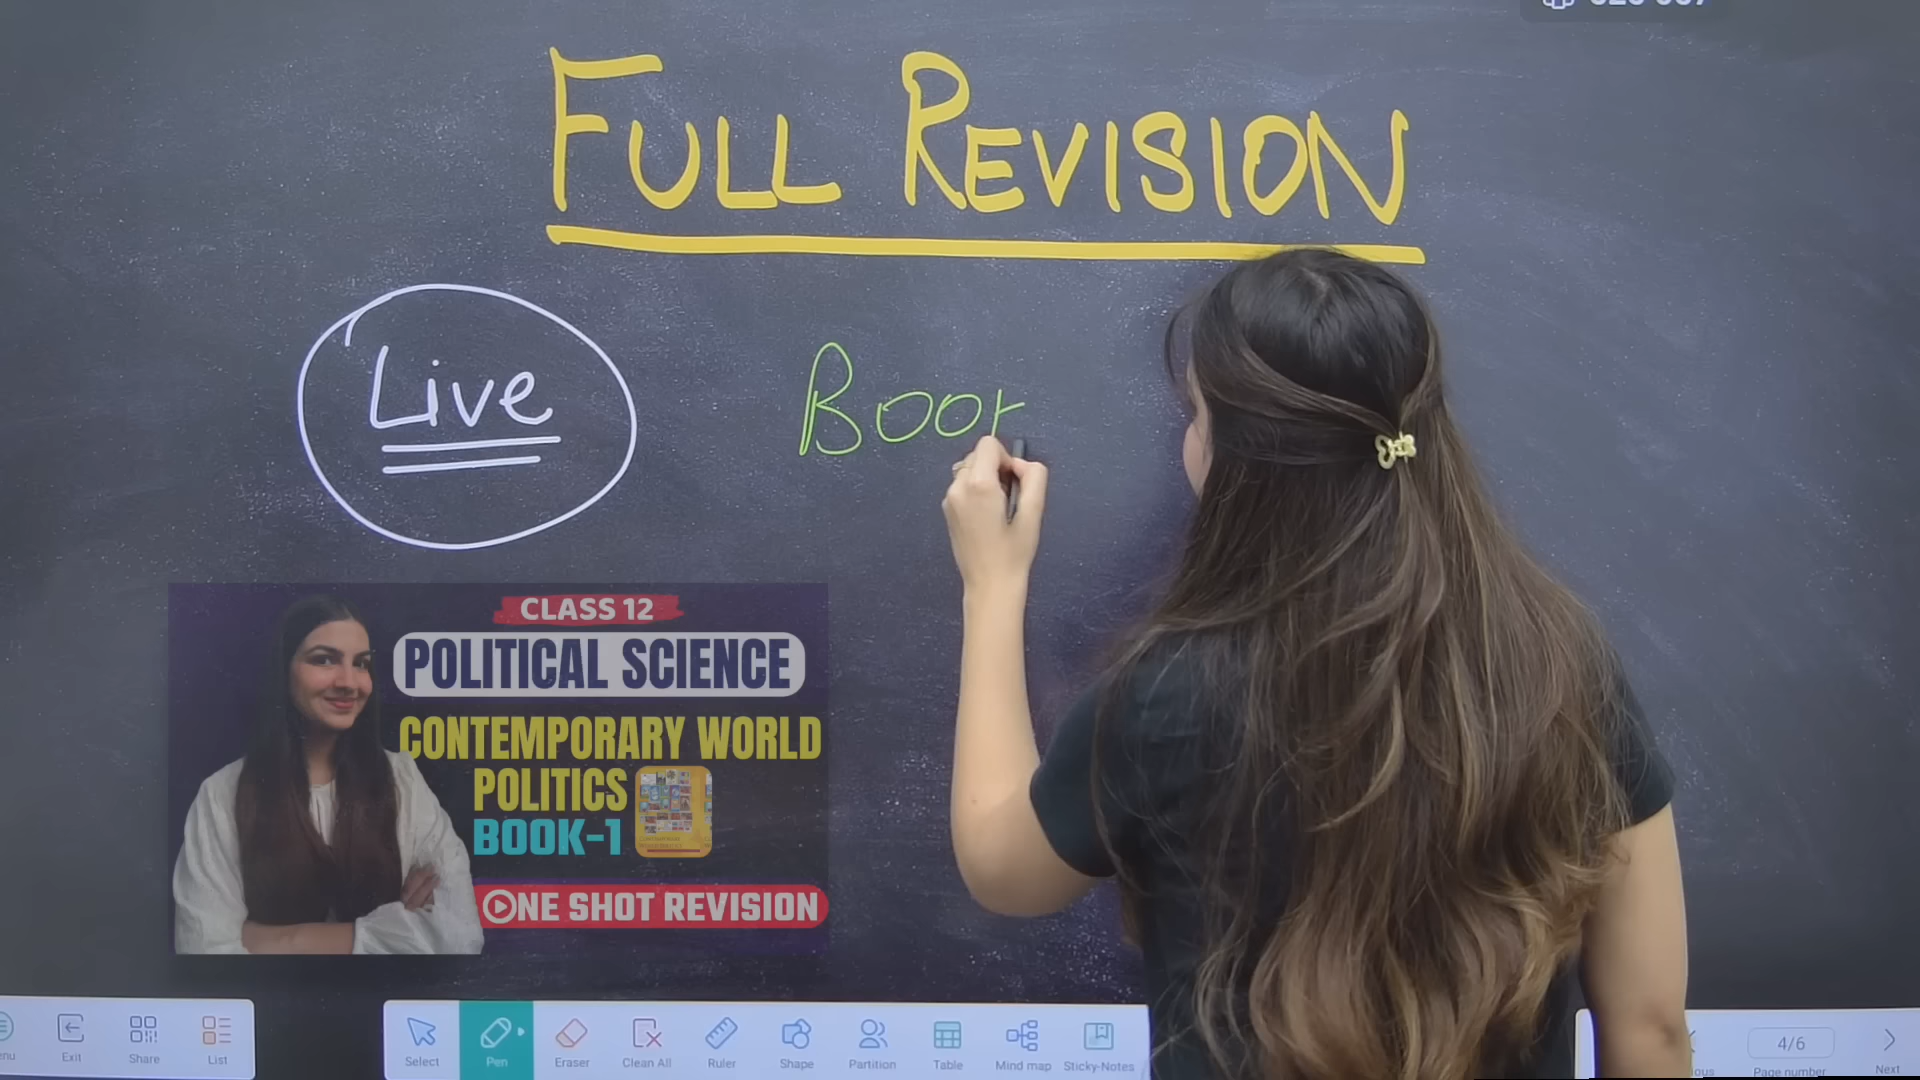 FULL REVISION
Live
Boo
CLASS 12
POLITICAL SCIENCE
CONTEMPORARY WORLD
POLITICS
BOOK-1
ONE SHOT REVISION
Exit
Share
List
Select
Pen
Eraser
Clean All
Ruler
Shape
Partition
Table
Mind map
Sticky-Notes
4/6
Page number
Next